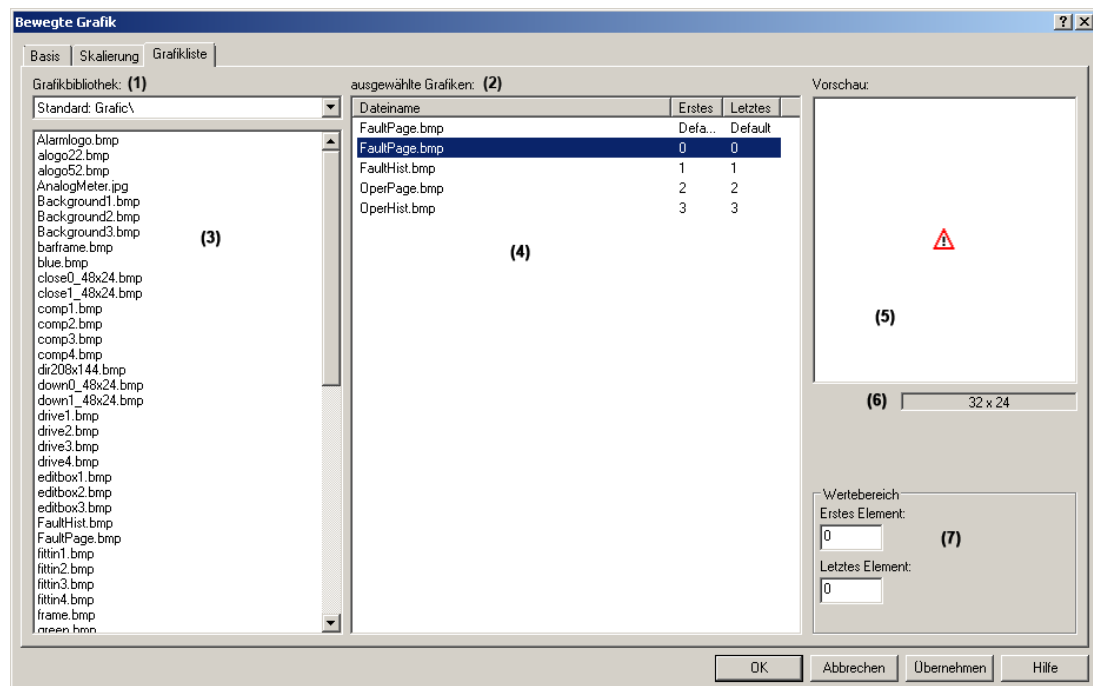 Bewegte Grafik
Basis
Skalierung
Grafikliste
Grafikbibliothek: (1)
Standard: Grafic\
Alarmlogo.bmp
alogo22.bmp
alogo52.bmp
AnalogMeter.jpg
Background1.bmp
Background2.bmp
Background3.bmp
barframe.bmp
blue.bmp
close0_48x24.bmp
close1_48x24.bmp
comp1.bmp
comp2.bmp
comp3.bmp
comp4.bmp
dir208x144.bmp
down0_48x24.bmp
down1_48x24.bmp
drive1.bmp
drive2.bmp
drive3.bmp
drive4.bmp
editbox1.bmp
editbox2.bmp
editbox3.bmp
FaultHist.bmp
FaultPage.bmp
fittin1.bmp
fittin2.bmp
fittin3.bmp
fittin4.bmp
frame.bmp
green.bmp
(3)
ausgewählte Grafiken: (2)
Dateiname Erstes Letztes
FaultPage.bmp Defa... Default
FaultPage.bmp 0 0
FaultHist.bmp 1 1
OperPage.bmp 2 2
OperHist.bmp 3 3
(4)
Vorschau:
(5)
(6) 32 x 24
Wertebereich
Erstes Element:
0
(7)
Letztes Element:
0
OK
Abbrechen
Übernehmen
Hilfe